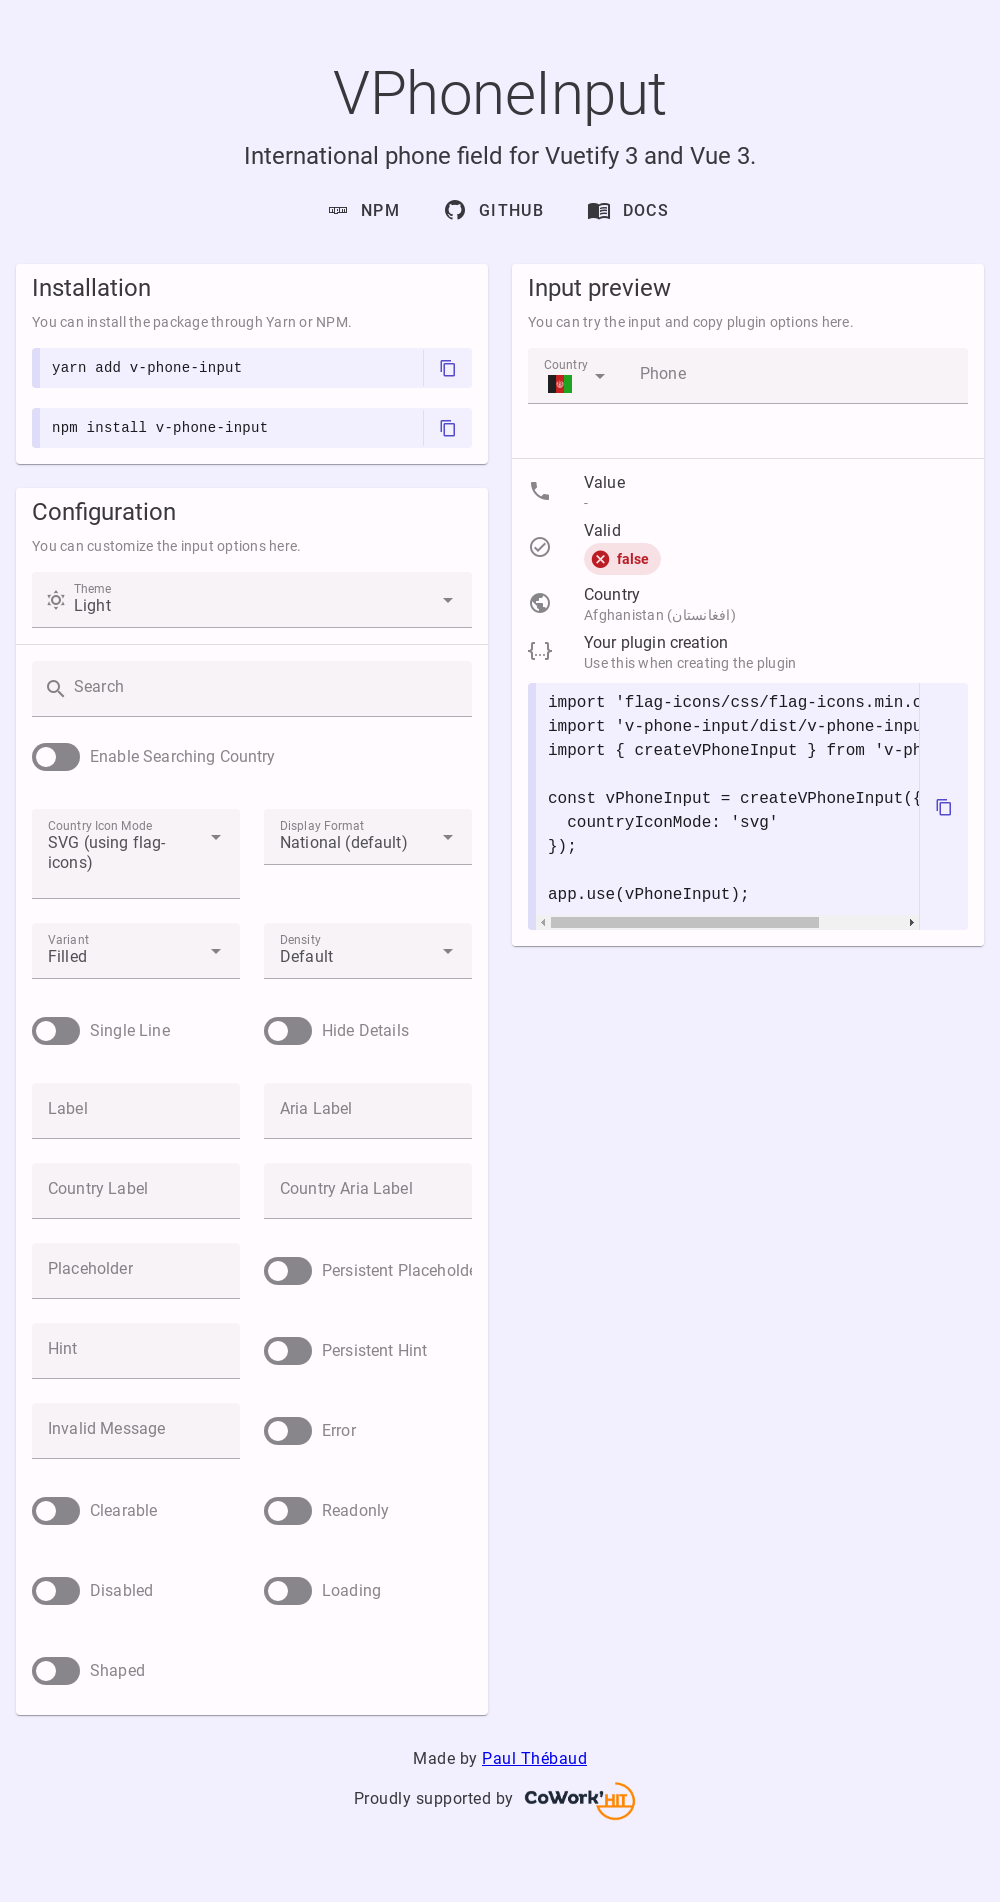 VPhoneInput
International phone field for Vuetify 3 and Vue 3.
NPM GITHUB DOCS
Installation
You can install the package through Yarn or NPM.
yarn add v-phone-input
npm install v-phone-input
Configuration
You can customize the input options here.
Theme
Light
Search
Enable Searching Country
Country Icon Mode
SVG (using flag-
icons)
Display Format
National (default)
Variant
Filled
Density
Default
Single Line
Hide Details
Label
Aria Label
Country Label
Country Aria Label
Placeholder
Persistent Placeholde
Hint
Persistent Hint
Invalid Message
Error
Clearable
Readonly
Disabled
Loading
Shaped
Input preview
You can try the input and copy plugin options here.
Country
Phone
Value
-
Valid
false
Country
Afghanistan (افغانستان)
Your plugin creation
Use this when creating the plugin
import 'flag-icons/css/flag-icons.min.c
import 'v-phone-input/dist/v-phone-inpu
import { createVPhoneInput } from 'v-ph
const vPhoneInput = createVPhoneInput({
  countryIconMode: 'svg'
});
app.use(vPhoneInput);
Made by Paul Thébaud
Proudly supported by CoWork'HIT